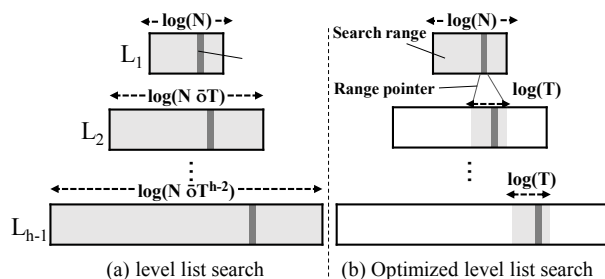 log(N)
L1
log(N ōT)
L2
⋮
log(N ōT^h-2)
Lh-1
(a) level list search
log(N)
Search range
Range pointer
log(T)
⋮
log(T)
(b) Optimized level list search